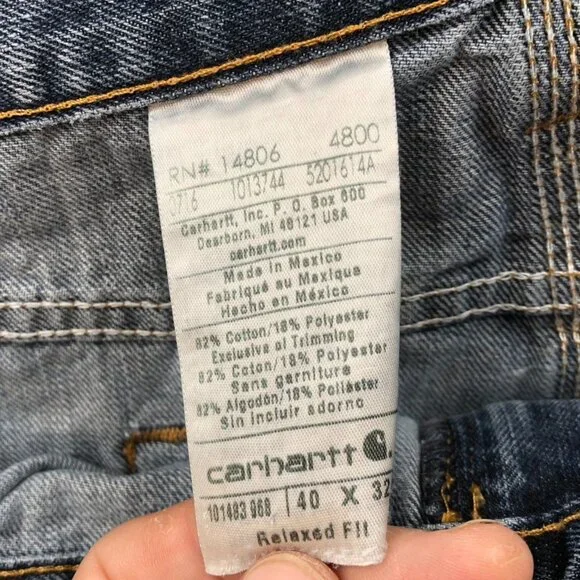 RN# 14806 4800
0716 1013744 5201614A
Carhartt, Inc. P. O. Box 600
Dearborn, MI 48121 USA
carhartt.com
Made in Mexico
Fabriqué au Mexique
Hecho en México
82% Cotton/18% Polyester
Exclusive of Trimming
82% Coton/18% Polyester
Sans garniture
82% Algodón/18% Poliéster
Sin incluir adorno
carhartt
101483 968 40 X 32
Relaxed Fit